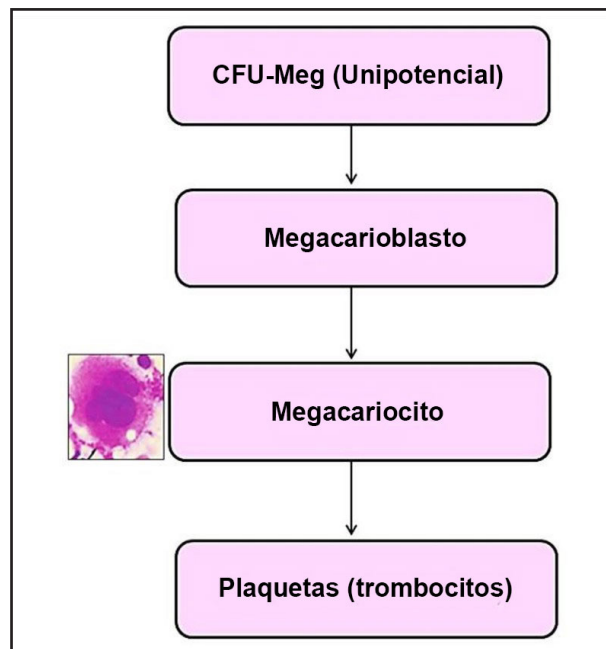 CFU-Meg (Unipotencial)
Megacarioblasto
Megacariocito
Plaquetas (trombocitos)